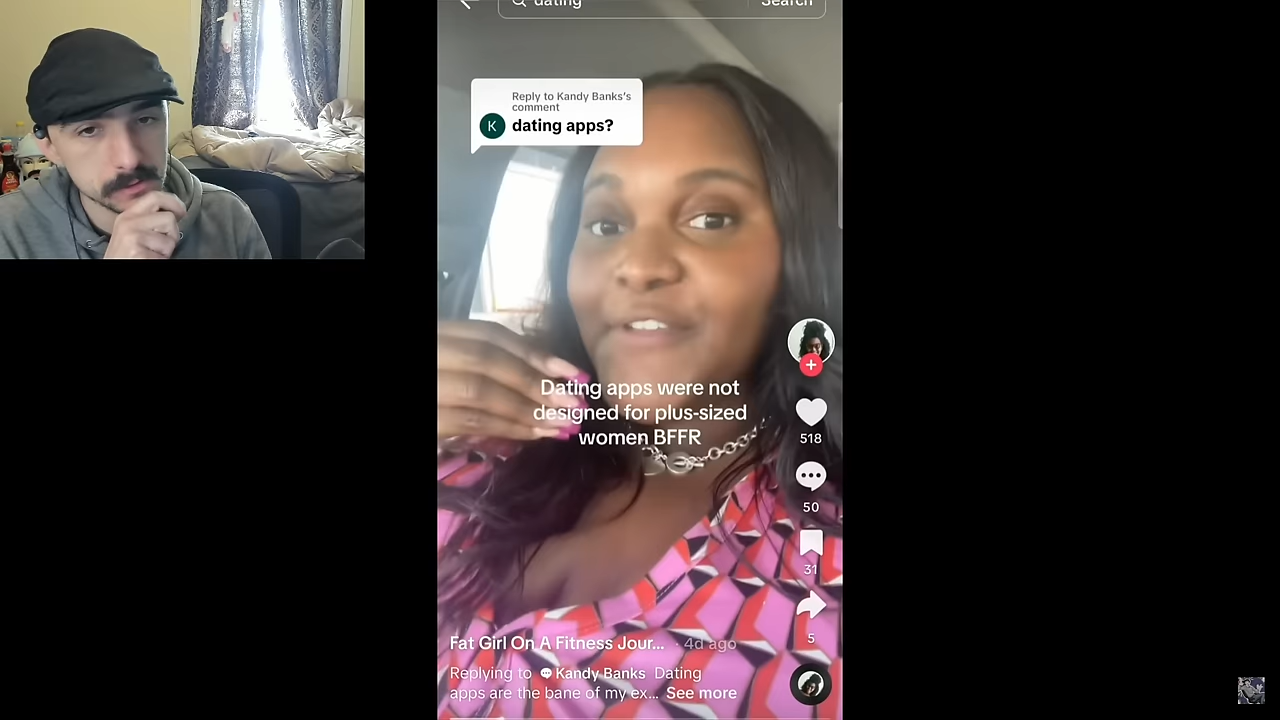 dating
Search
Reply to Kandy Banks's
comment
K
dating apps?
Dating apps were not
designed for plus-sized
women BFFR
518
50
31
5
Fat Girl On A Fitness Jour... · 4d ago
Replying to 💬Kandy Banks Dating
apps are the bane of my ex... See more